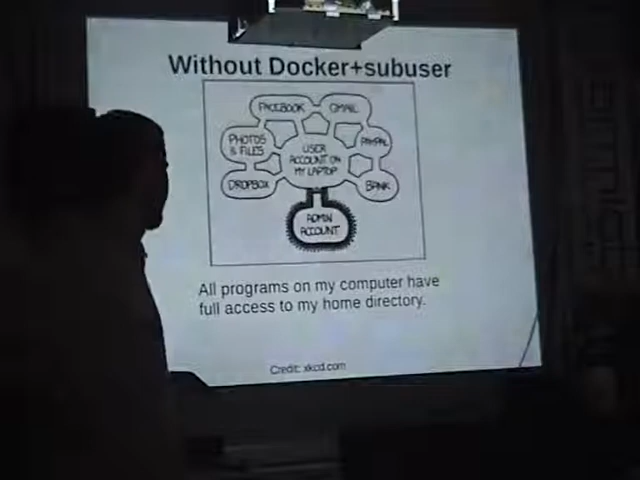 Without Docker+subuser
FACEBOOK
GMAIL
PHOTOS
& FILES
PAYPAL
USER
ACCOUNT ON
MY LAPTOP
DROPBOX
BANK
ADMIN
ACCOUNT
All programs on my computer have
full access to my home directory.
Credit: xkcd.com